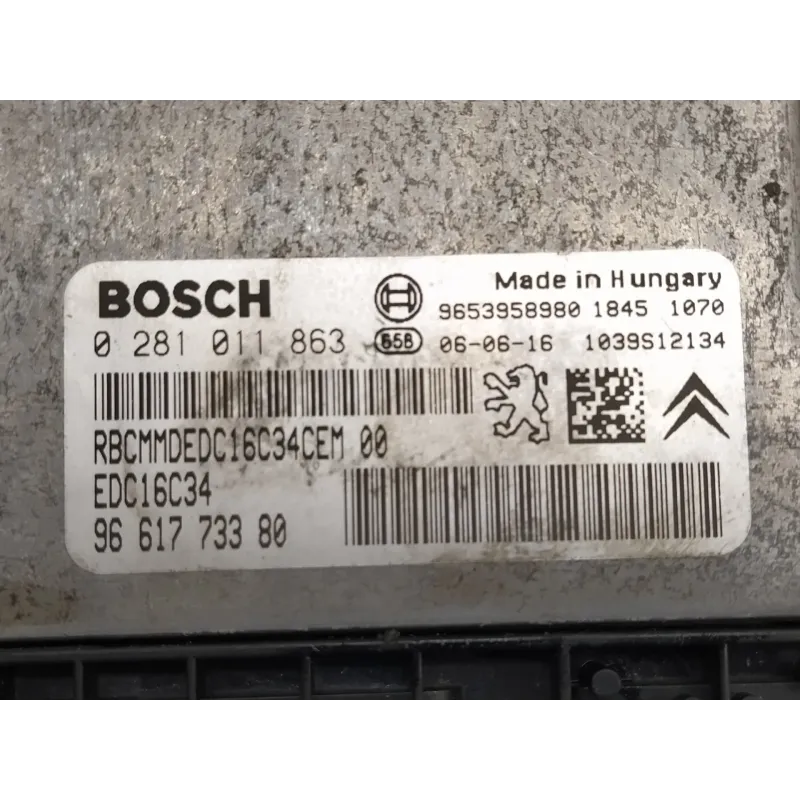 BOSCH
Made in Hungary
9653958980 1845 1070
0 281 011 863 658 06-06-16 1039S12134
RBCMMDEDC16C34CEM 00
EDC16C34
96 617 733 80